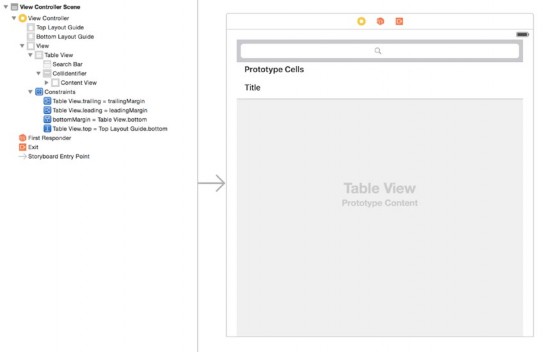 View Controller Scene
View Controller
Top Layout Guide
Bottom Layout Guide
View
Table View
Search Bar
CellIdentifier
Content View
Constraints
Table View.trailing = trailingMargin
Table View.leading = leadingMargin
bottomMargin = Table View.bottom
Table View.top = Top Layout Guide.bottom
First Responder
Exit
Storyboard Entry Point
Prototype Cells
Title
Table View
Prototype Content